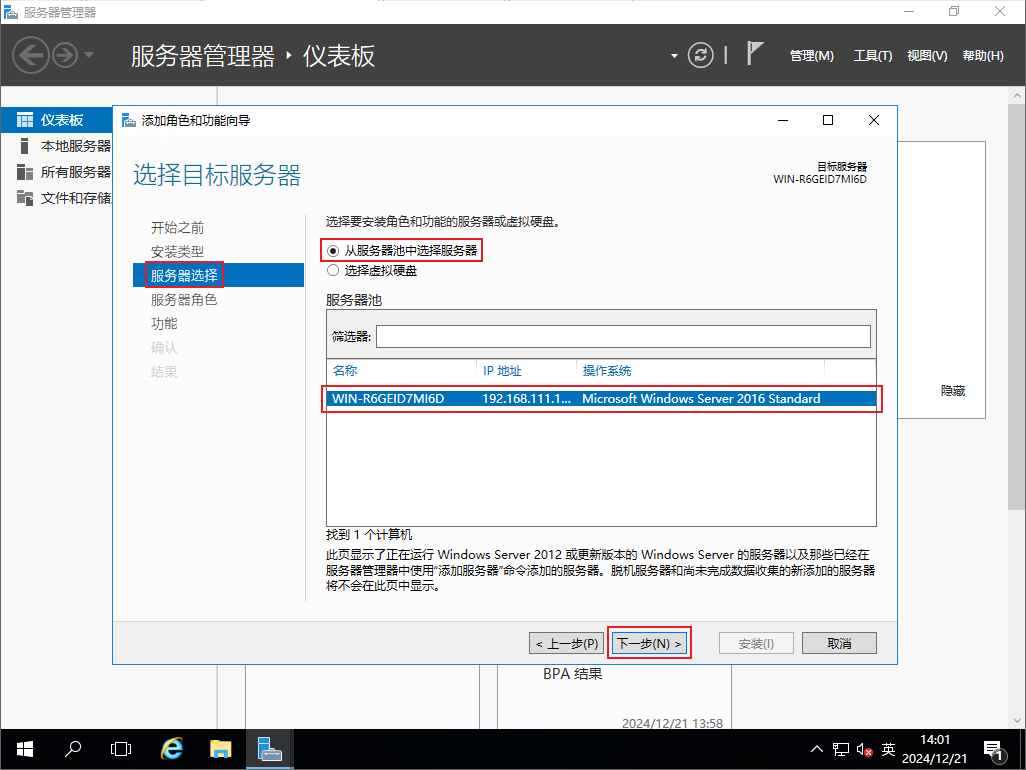 服务器管理器
服务器管理器 ‣ 仪表板
管理(M) 工具(T) 视图(V) 帮助(H)
仪表板
本地服务器
所有服务器
文件和存储
添加角色和功能向导
选择目标服务器
目标服务器
WIN-R6GEID7MI6D
开始之前
安装类型
服务器选择
服务器角色
功能
确认
结果
选择要安装角色和功能的服务器或虚拟硬盘。
从服务器池中选择服务器
选择虚拟硬盘
服务器池
筛选器:
名称 IP 地址 操作系统
WIN-R6GEID7MI6D 192.168.111.1... Microsoft Windows Server 2016 Standard
找到 1 个计算机
此页显示了正在运行 Windows Server 2012 或更新版本的 Windows Server 的服务器以及那些已经在
服务器管理器中使用"添加服务器"命令添加的服务器。脱机服务器和尚未完成数据收集的新添加的服务器
将不会在此页中显示。
< 上一步(P) 下一步(N) > 安装(I) 取消
隐藏
BPA 结果
2024/12/21 13:58
英
14:01
2024/12/21
1